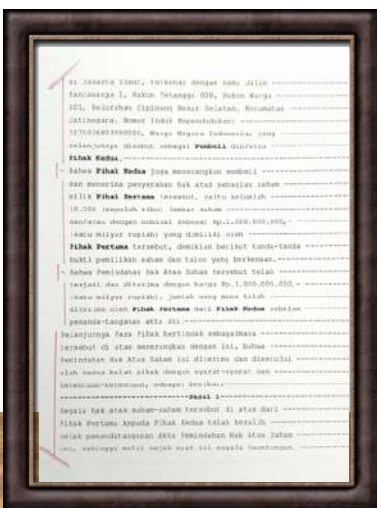 di Jakarta Timur, terkenal dengan nama Jalan
Pancawarga I, Rukun Tetangga 008, Rukun Warga
001, Kelurahan Cipinang Besar Selatan, Kecamatan
Jatinegara. Nomor Induk Kependudukan:
Warga Negara Indonesia; yang
selanjutnya disebut sebagai Pembeli dan/atau
Pihak Kedua.
- Bahwa Pihak Kedua juga menerangkan membeli
dan menerima penyerahan hak atas sebagian saham
milik Pihak Pertama tersebut, yaitu sejumlah
10.000 (sepuluh ribu) lembar saham
dan/atau dengan nominal sebesar Rp.1.000.000.000,-
(satu milyar rupiah) yang dimiliki oleh
Pihak Pertama tersebut, demikian berikut tanda-tanda
bukti pemilikan saham dan talon yang berkenaan.
- Bahwa Pemindahan Hak Atas Saham tersebut telah
terjadi dan diterima dengan harga Rp.1.000.000.000,-
(satu milyar rupiah), jumlah uang mana telah
diterima oleh Pihak Pertama dari Pihak Kedua sebelum
penanda-tanganan akta ini.
Selanjutnya Para Pihak bertindak sebagaimana
tersebut di atas menerangkan dengan ini, bahwa
Pemindahan Hak Atas Saham ini diterima dan disetujui
oleh kedua belah pihak dengan syarat-syarat dan
ketentuan-ketentuan, sebagai berikut:
Pasal 1
Segala hak atas saham-saham tersebut di atas dari
Pihak Pertama kepada Pihak Kedua telah beralih
sejak penandatanganan Akta Pemindahan Hak Atas Saham
ini, sehingga mulai sejak saat ini segala keuntungan